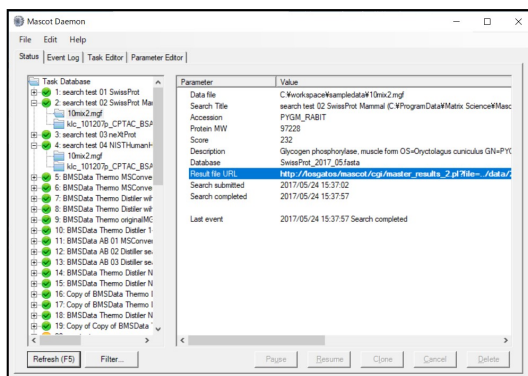 Mascot Daemon
File Edit Help
Status Event Log Task Editor Parameter Editor
Task Database
1: search test 01 SwissProt
2: search test 02 SwissProt Mar
10mix2.mgf
klc_101207p_CPTAC_BSA
3: search test 03 neXtProt
4: search test 04 NISTHumanH
10mix2.mgf
klc_101207p_CPTAC_BSA
5: BMSData Thermo MSConve
6: BMSData Thermo MSConve
7: BMSData Thermo Distiler wit
8: BMSData Thermo Distiler wit
9: BMSData Thermo originalMG
10: BMSData Thermo Distiler 1-
11: BMSData AB 01 MSConver
12: BMSData AB 02 Distiller se
13: BMSData AB 03 Distiller se
14: BMSData Thermo Distiler N
15: BMSData Thermo Distiler N
16: Copy of BMSData Thermo I
17: Copy of BMSData Thermo I
18: BMSData Thermo Distiler N
19: Copy of Copy of BMSData
Parameter Value
Data file C:¥workspace¥sampledata¥10mix2.mgf
Search Title search test 02 SwissProt Mammal (C:¥ProgramData¥Matrix Science¥Masc
Accession PYGM_RABIT
Protein MW 97228
Score 232
Description Glycogen phosphorylase, muscle form OS=Oryctolagus cuniculus GN=PYG
Database SwissProt_2017_05.fasta
Result file URL http://losgatos/mascot/cgi/master_results_2.pl?file=../data/2
Search submitted 2017/05/24 15:37:02
Search completed 2017/05/24 15:37:57
Last event 2017/05/24 15:37:57 Search completed
Refresh (F5) Filter... Pause Resume Clone Cancel Delete